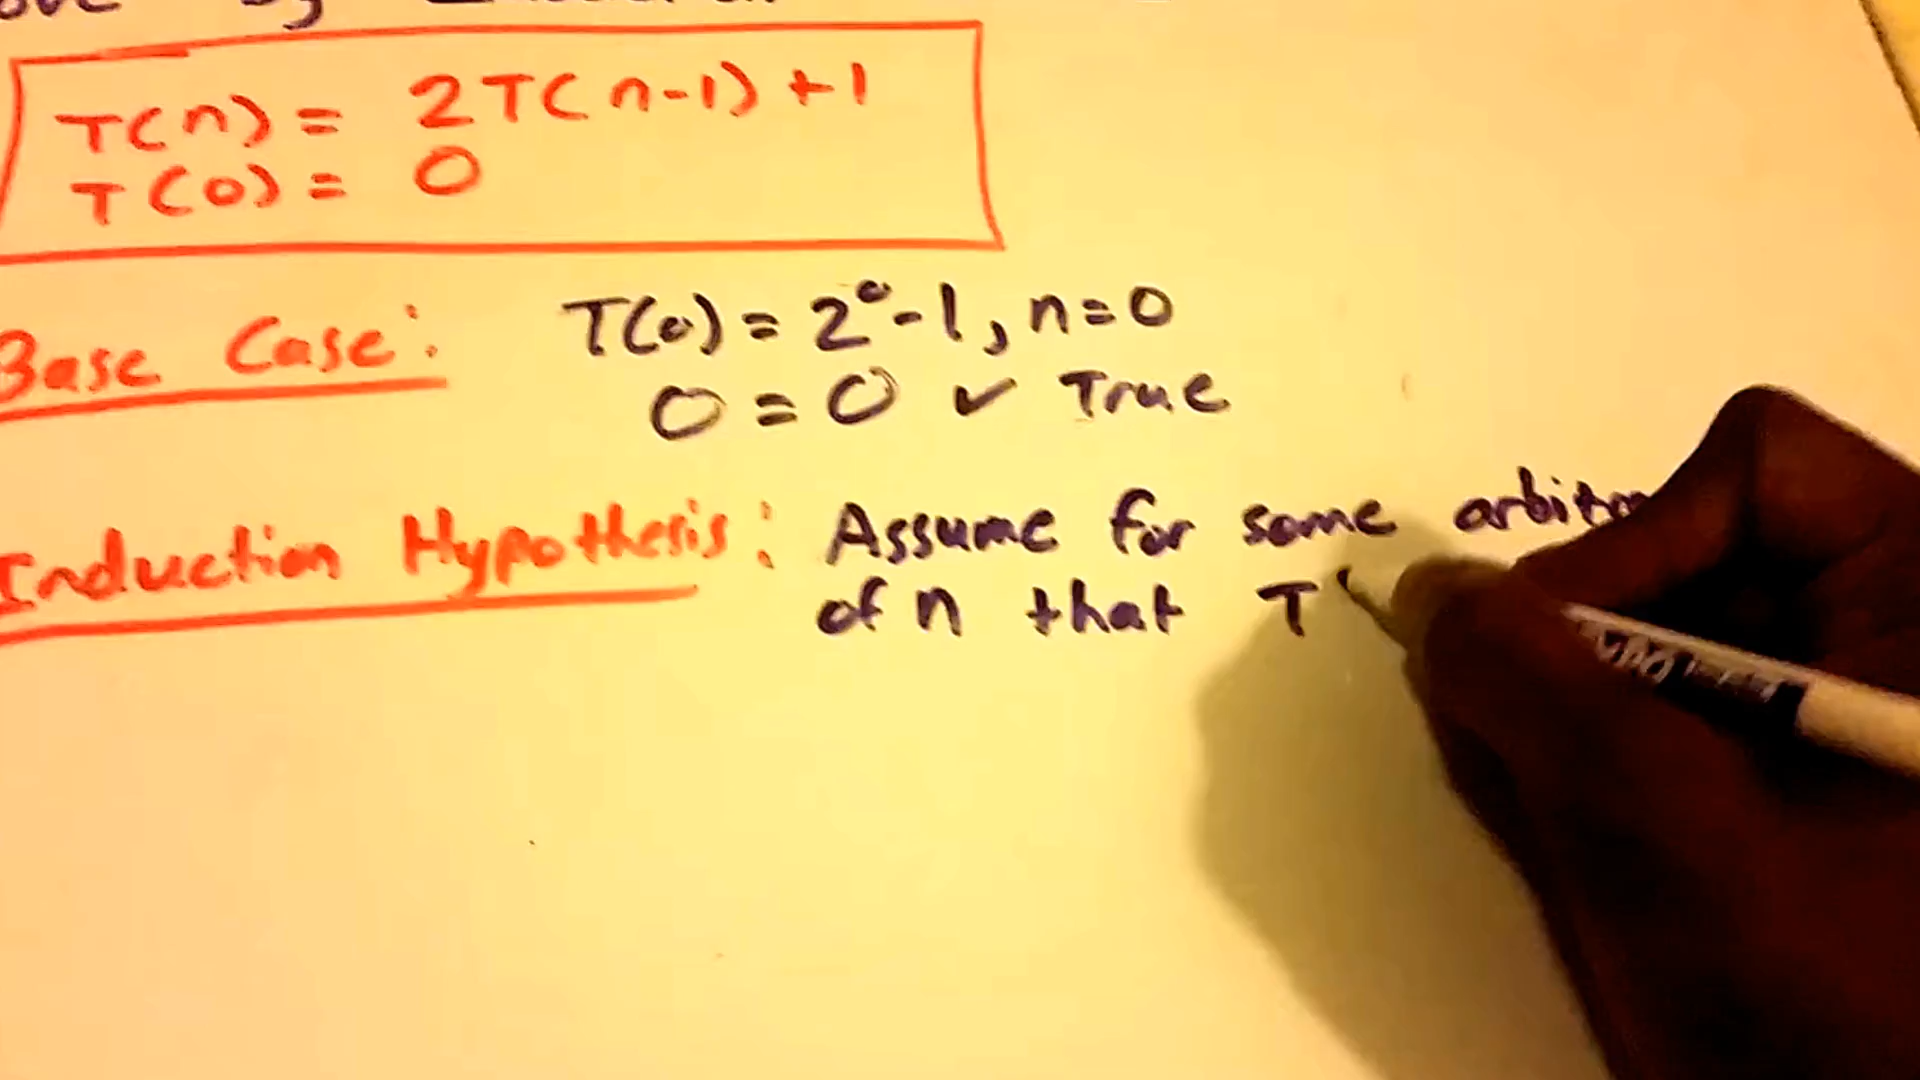 by
T(n) = 2T(n-1) +1
T(0) = 0
Base Case: T(0) = 2⁰-1, n=0
0 = 0 ✓ True
Induction Hypothesis: Assume for some
of n that T